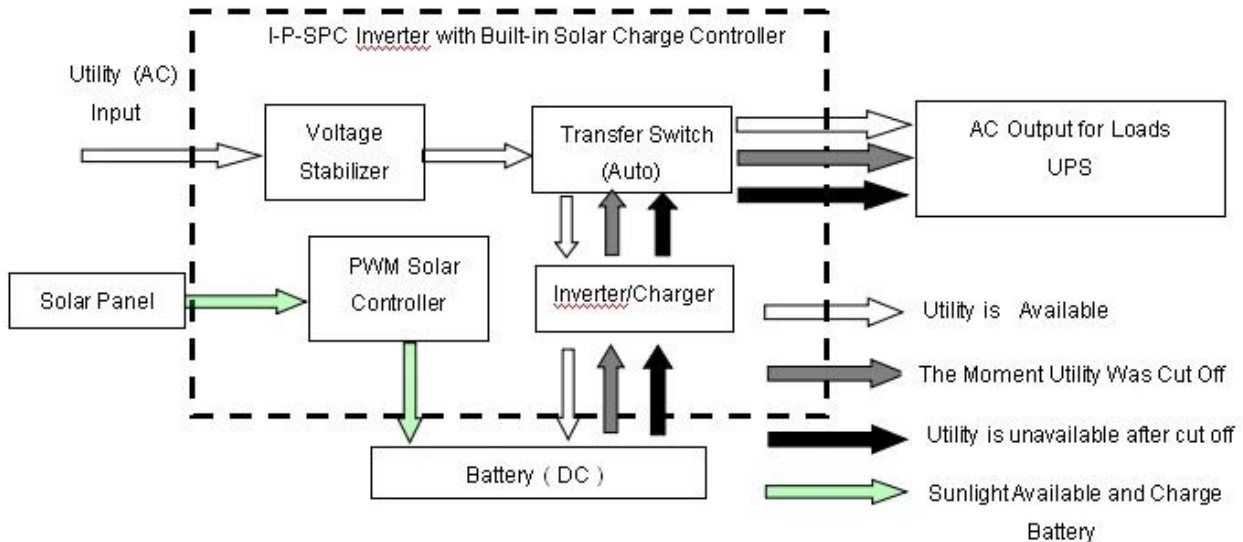 I-P-SPC Inverter with Built-in Solar Charge Controller
Utility (AC)
Input
Voltage
Stabilizer
Transfer Switch
(Auto)
AC Output for Loads
UPS
PWM Solar
Controller
Solar Panel
Inverter/Charger
Utility is Available
The Moment Utility Was Cut Off
Utility is unavailable after cut off
Battery ( DC )
Sunlight Available and Charge
Battery